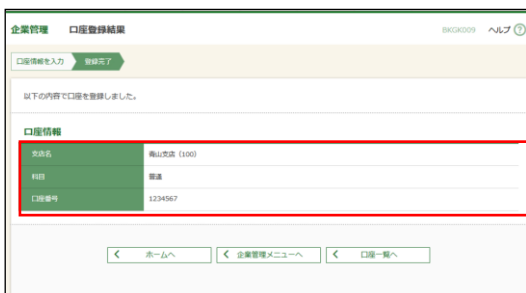 企業管理 口座登録結果 BKGK009 ヘルプ ?
口座情報を入力 登録完了
以下の内容で口座を登録しました。
口座情報
支店名 青山支店（100）
科目 普通
口座番号 1234567
ホームへ 企業管理メニューへ 口座一覧へ